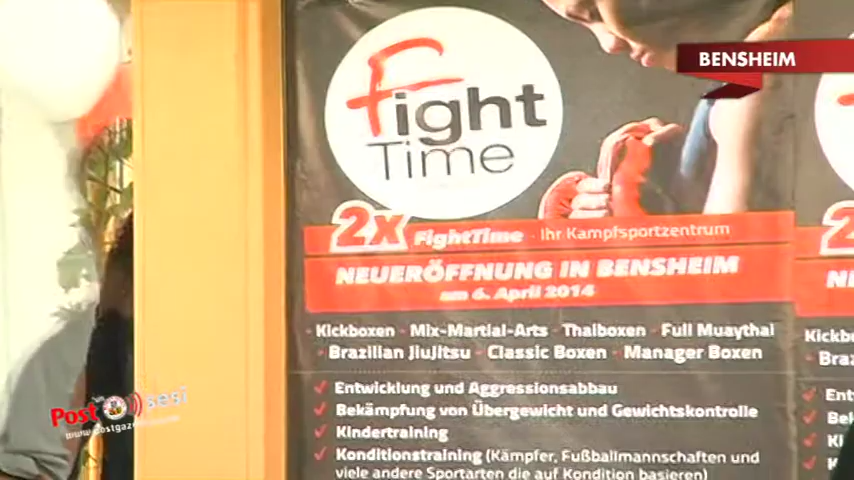 BENSHEIM
Fight
Time
2x FightTime - Ihr Kampfsportzentrum
NEUERÖFFNUNG IN BENSHEIM
am 6. April 2014
- Kickboxen - Mix-Martial-Arts - Thaiboxen - Full Muaythai
- Brazilian Jiujitsu - Classic Boxen - Manager Boxen
Entwicklung und Aggressionsabbau
Bekämpfung von Übergewicht und Gewichtskontrolle
Kindertraining
Konditionstraining (Kämpfer, Fußballmannschaften und
viele andere Sportarten die auf Kondition basieren)
2x
Kickboxen
Post sesi